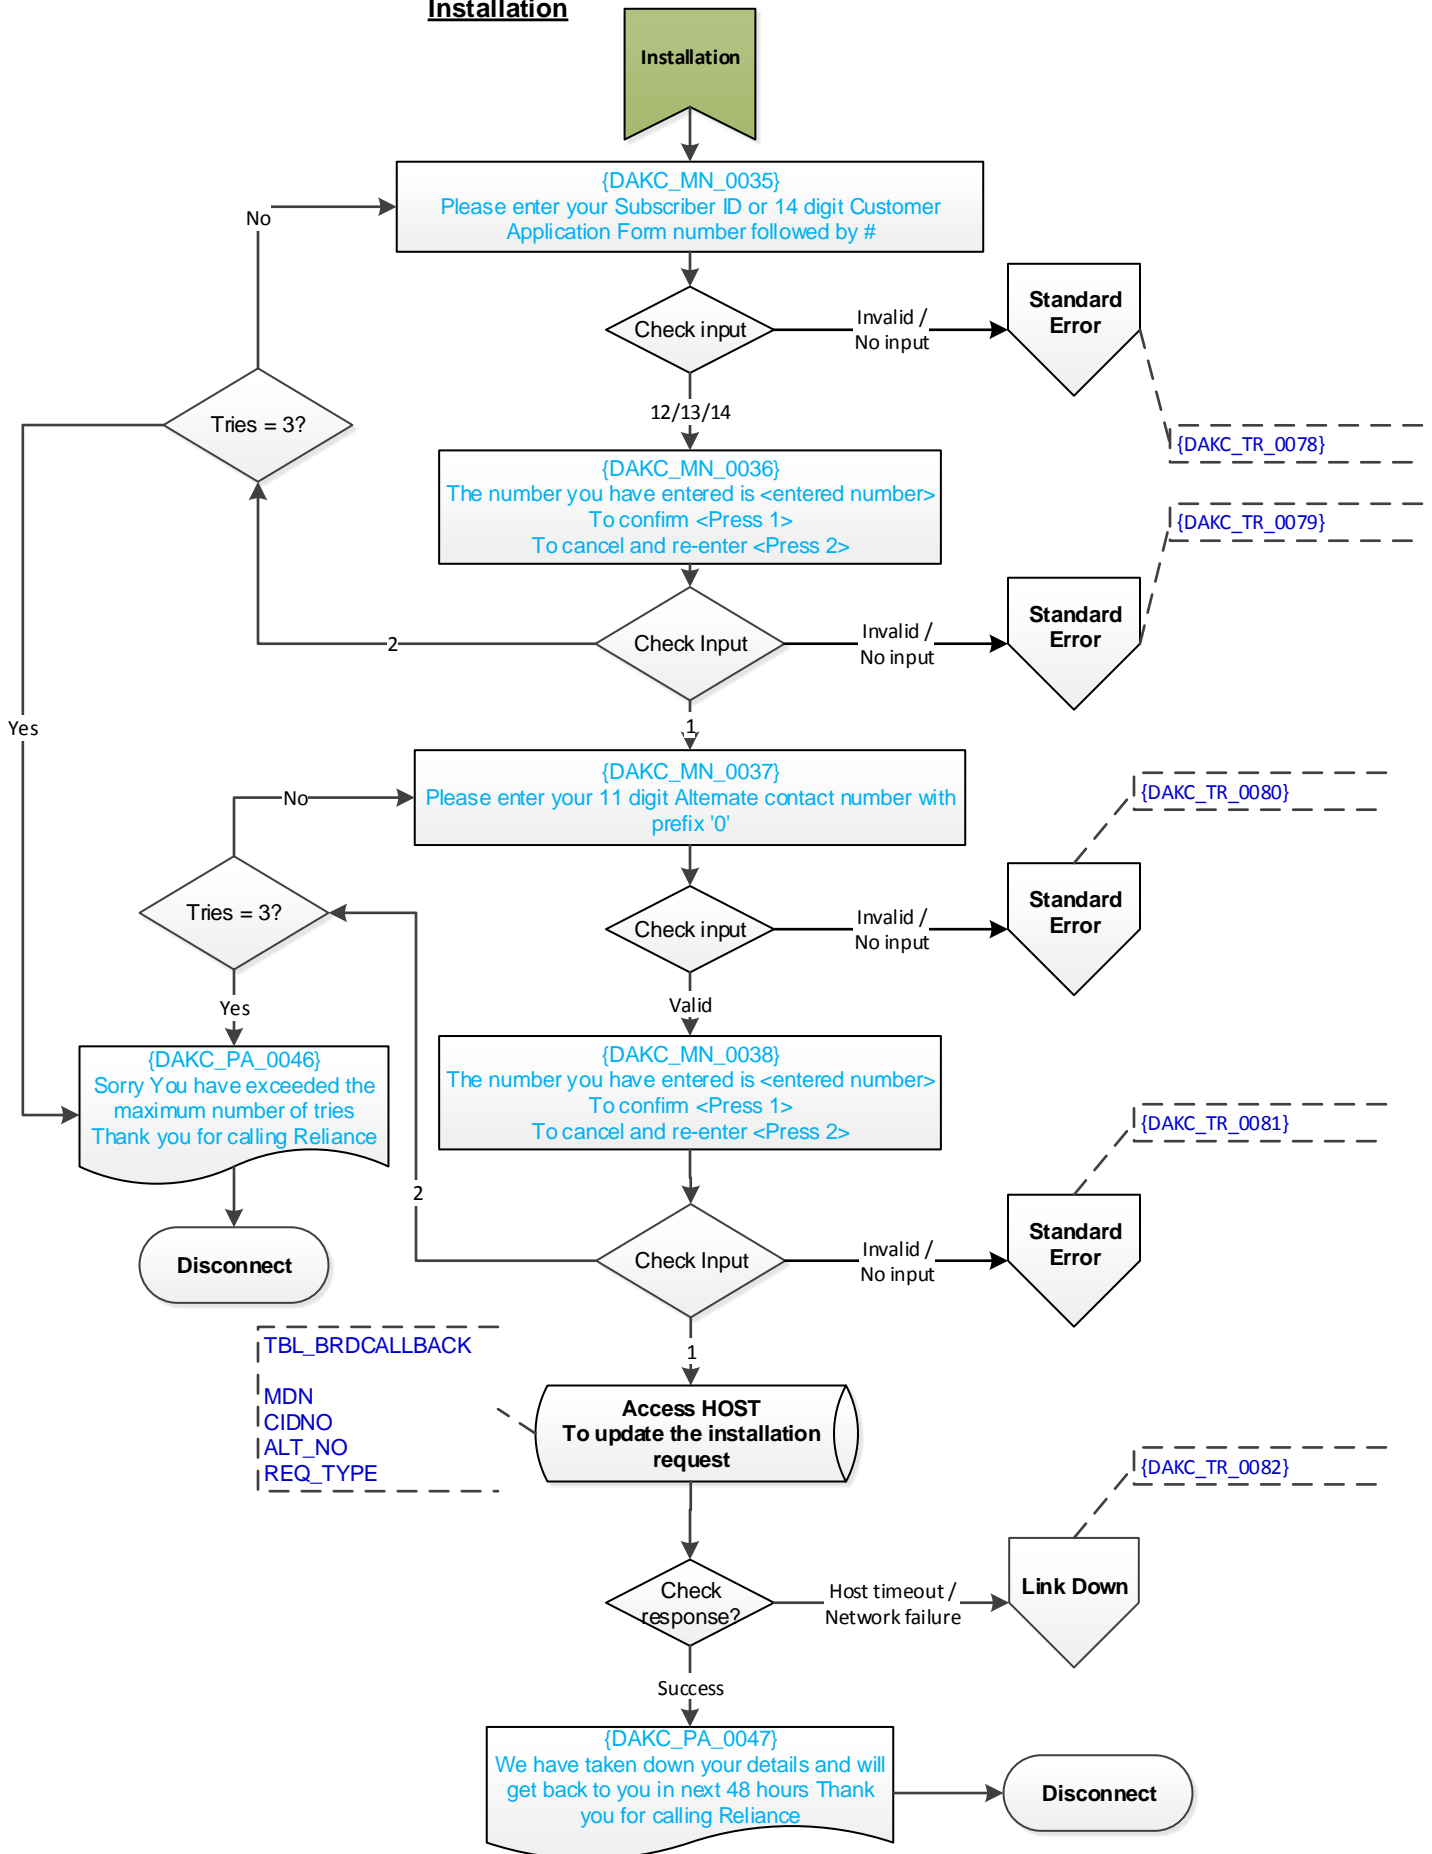 Installation
Installation
{DAKC_MN_0035}
Please enter your Subscriber ID or 14 digit Customer
Application Form number followed by #
No
Check input
Invalid /
No input
Standard
Error
12/13/14
Tries = 3?
{DAKC_TR_0078}
{DAKC_MN_0036}
The number you have entered is <entered number>
To confirm <Press 1>
To cancel and re-enter <Press 2>
{DAKC_TR_0079}
Check Input
2
Invalid /
No input
Standard
Error
Yes
1
{DAKC_MN_0037}
Please enter your 11 digit Alternate contact number with
prefix '0'
No
{DAKC_TR_0080}
Tries = 3?
Check input
Invalid /
No input
Standard
Error
Yes
Valid
{DAKC_PA_0046}
Sorry You have exceeded the
maximum number of tries
Thank you for calling Reliance
{DAKC_MN_0038}
The number you have entered is <entered number>
To confirm <Press 1>
To cancel and re-enter <Press 2>
{DAKC_TR_0081}
2
Disconnect
Check Input
Invalid /
No input
Standard
Error
1
TBL_BRDCALLBACK
MDN
CIDNO
ALT_NO
REQ_TYPE
Access HOST
To update the installation
request
{DAKC_TR_0082}
Check
response?
Host timeout /
Network failure
Link Down
Success
{DAKC_PA_0047}
We have taken down your details and will
get back to you in next 48 hours Thank
you for calling Reliance
Disconnect